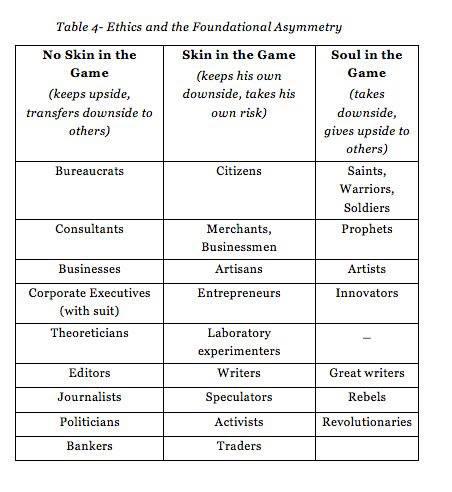 Table 4- Ethics and the Foundational Asymmetry
No Skin in the Game
(keeps upside, transfers downside to others)
Skin in the Game
(keeps his own downside, takes his own risk)
Soul in the Game
(takes downside, gives upside to others)
Bureaucrats
Citizens
Saints, Warriors, Soldiers
Consultants
Merchants, Businessmen
Prophets
Businesses
Artisans
Artists
Corporate Executives (with suit)
Entrepreneurs
Innovators
Theoreticians
Laboratory experimenters
–
Editors
Writers
Great writers
Journalists
Speculators
Rebels
Politicians
Activists
Revolutionaries
Bankers
Traders